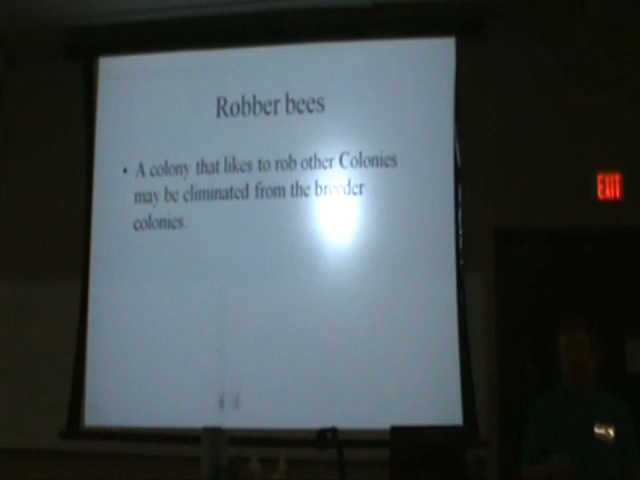 Robber bees
• A colony that likes to rob other Colonies
may be eliminated from the breeder
colonies.
EXIT